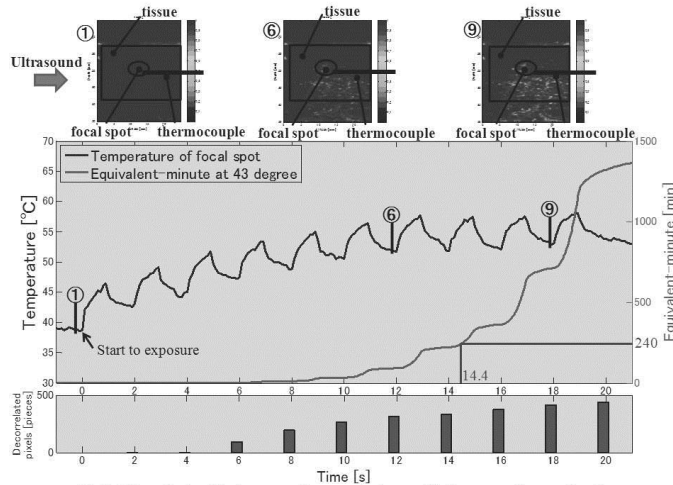 tissue
tissue
tissue
①
⑥
⑨
Ultrasound
focal spot
thermocouple
focal spot
thermocouple
focal spot
thermocouple
Temperature of focal spot
Equivalent-minute at 43 degree
70
65
60
55
50
45
40
35
30
Temperature [℃]
1500
1000
500
240
0
Equivalent-minute [min]
①
⑥
⑨
Start to exposure
14.4
0 2 4 6 8 10 12 14 16 18 20
500
0
Decorrelated
pixels [pieces]
0 2 4 6 8 10 12 14 16 18 20
Time [s]